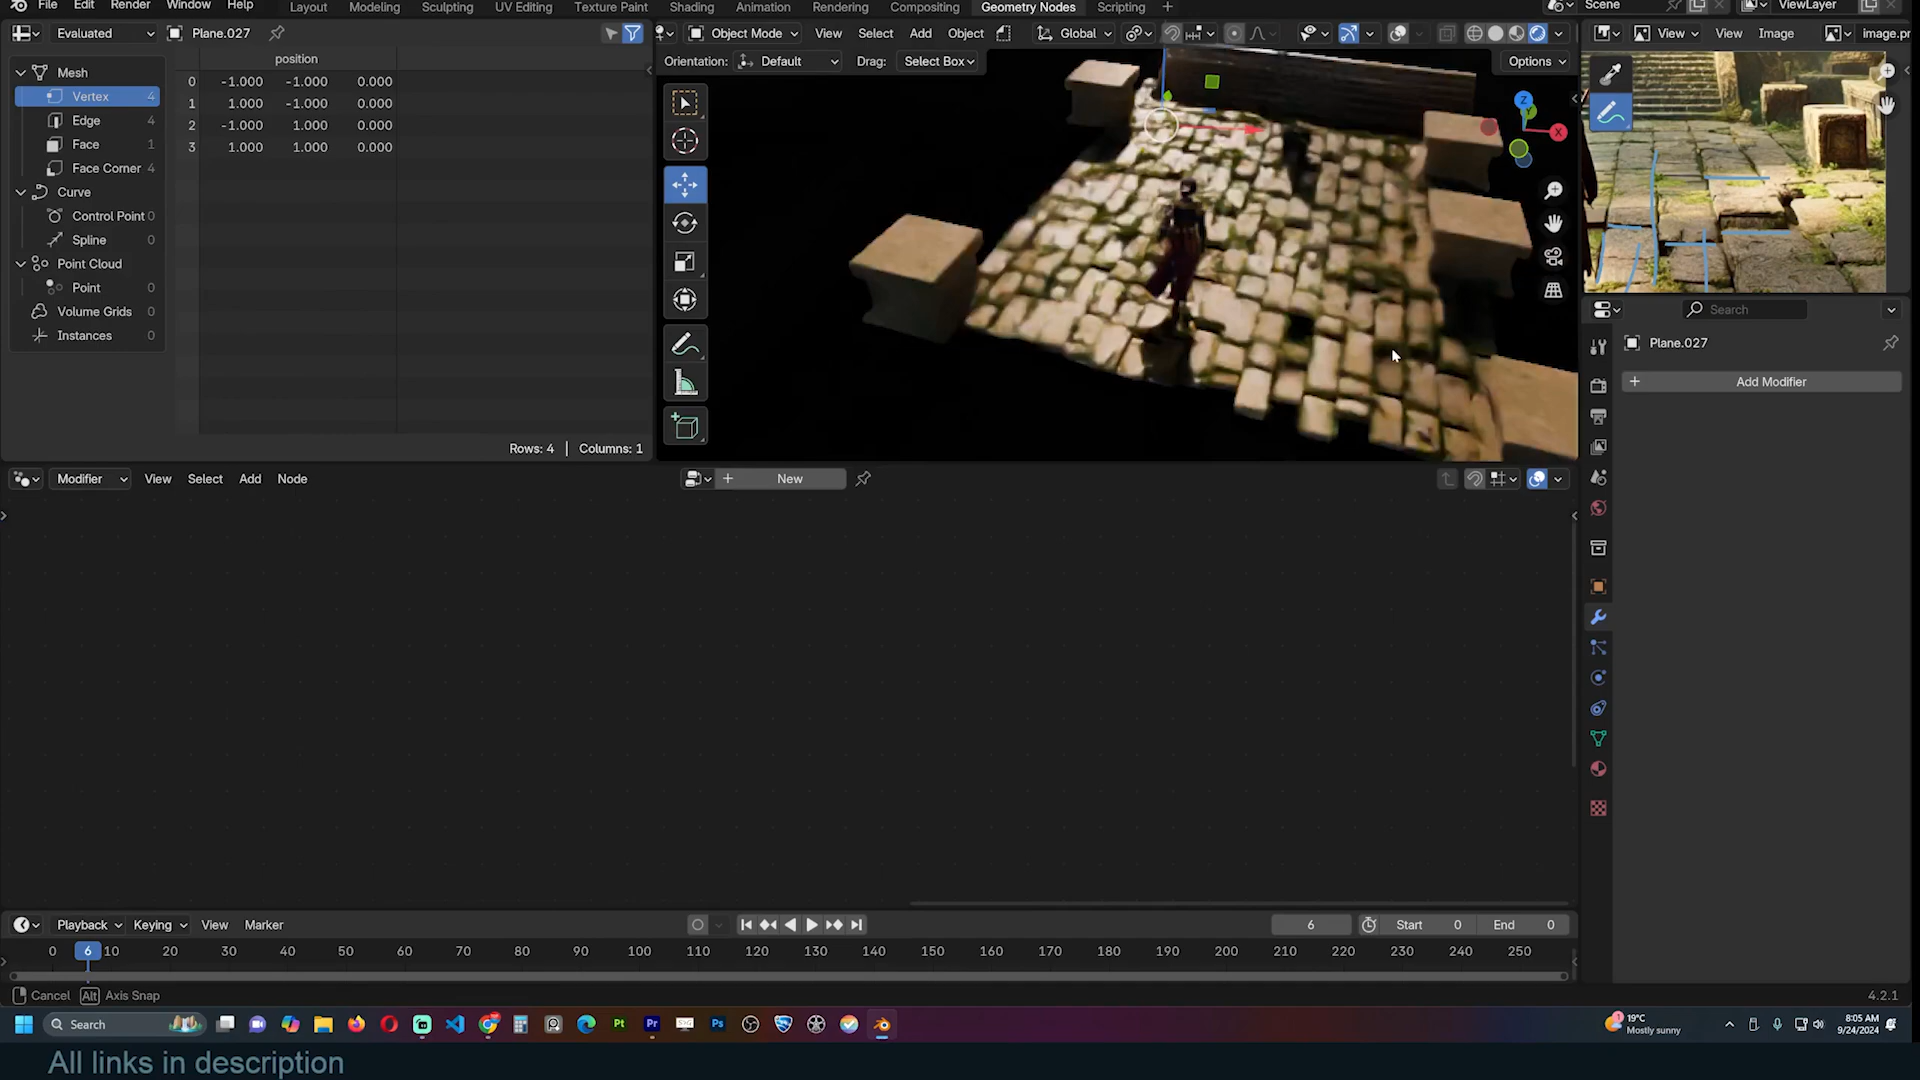 File Edit Render Window Help Layout Modeling Sculpting UV Editing Texture Paint Shading Animation Rendering Compositing Geometry Nodes Scripting + Scene ViewLayer
Evaluated Plane.027
Object Mode View Select Add Object Global
View View Image image.pr
Orientation: Default Drag: Select Box Options
position
Mesh
Vertex 4
Edge 4
Face 1
Face Corner 4
Curve
Control Point 0
Spline 0
Point Cloud
Point 0
Volume Grids 0
Instances 0
0 -1.000 -1.000 0.000
1 1.000 -1.000 0.000
2 -1.000 1.000 0.000
3 1.000 1.000 0.000
Rows: 4 | Columns: 1
Z
X
Search
Plane.027
+ Add Modifier
Modifier View Select Add Node
+ New
Playback Keying View Marker
6 Start 0 End 0
0 6 10 20 30 40 50 60 70 80 90 100 110 120 130 140 150 160 170 180 190 200 210 220 230 240 250
Cancel Alt Axis Snap
4.2.1
Search
Pt Pr Ps
19°C
Mostly sunny
8:05 AM
9/24/2024
All links in description